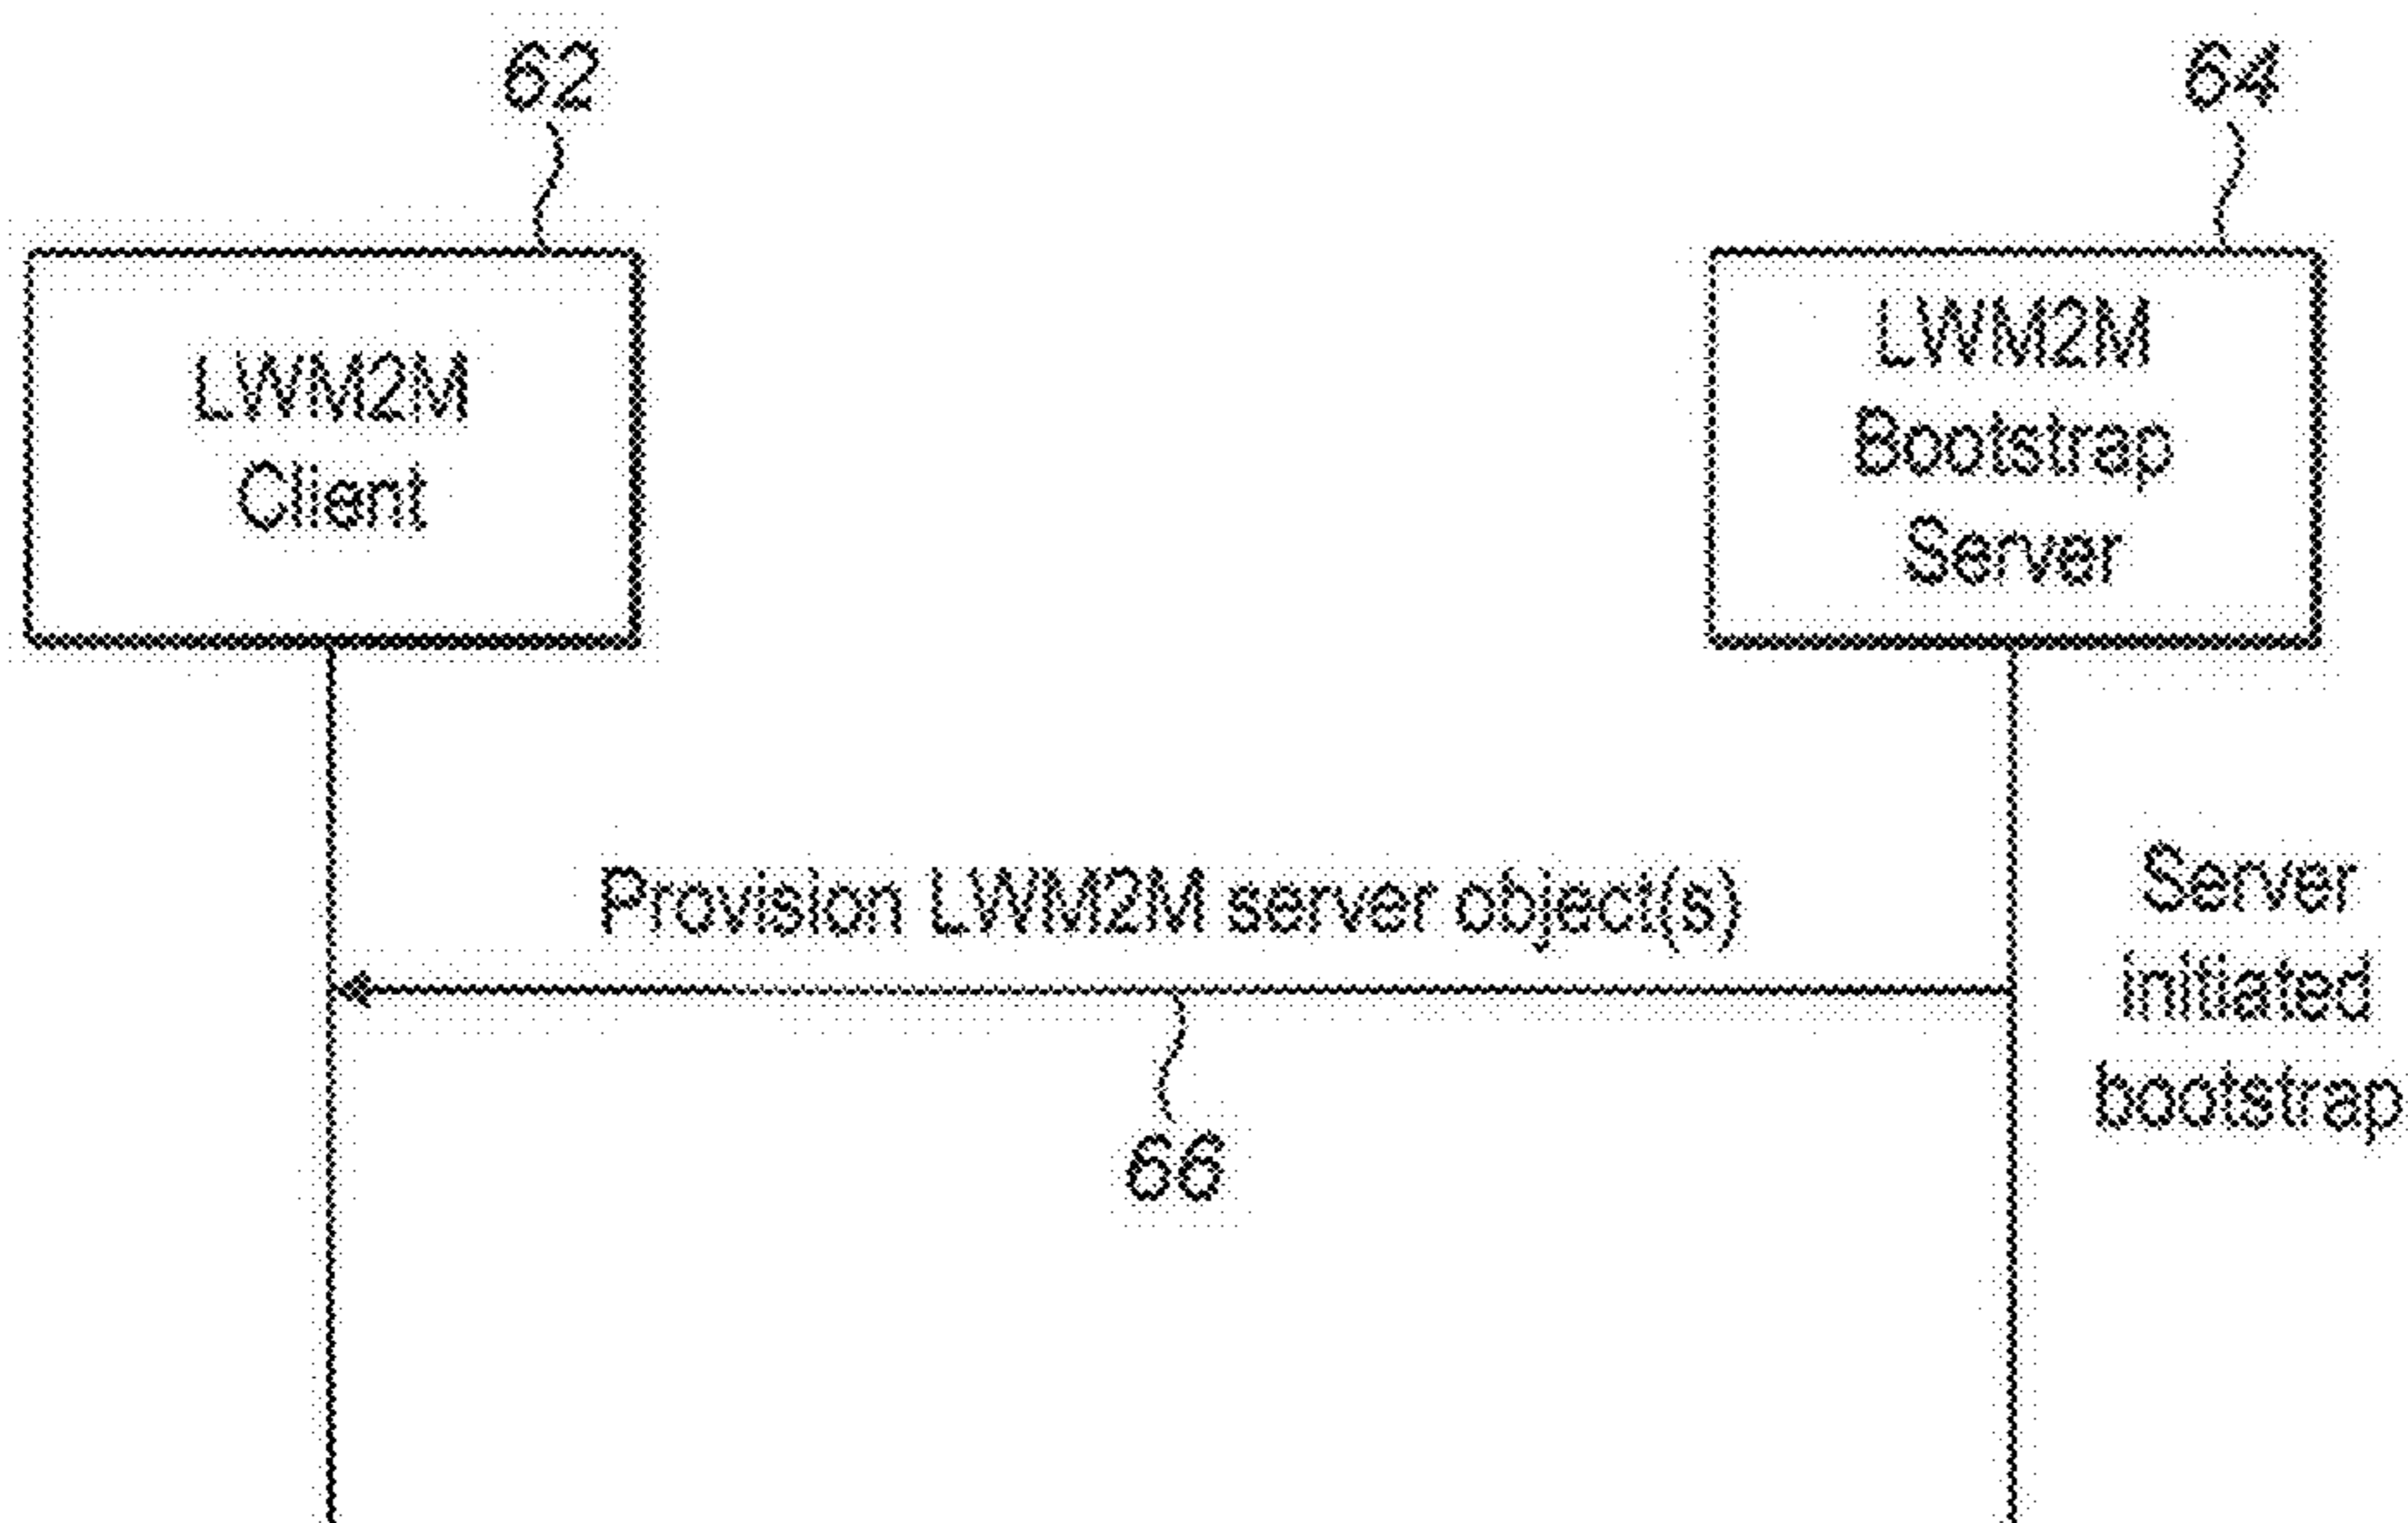 62
64
LWM2M
Client
LWM2M
Bootstrap
Server
Provision LWM2M server object(s)
Server
initiated
bootstrap
66